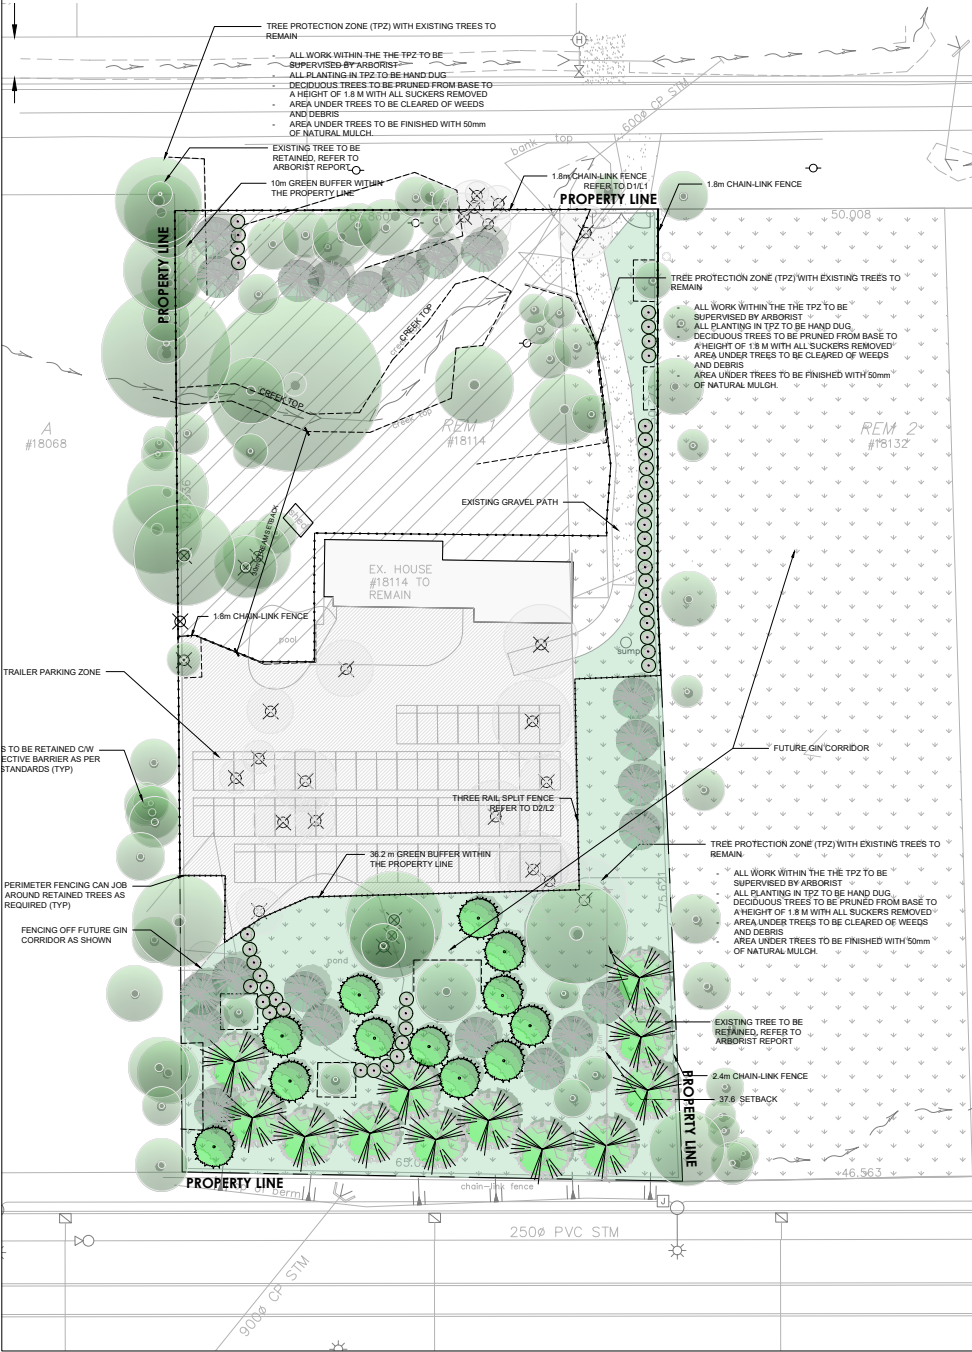 TREE PROTECTION ZONE (TPZ) WITH EXISTING TREES TO
REMAIN
- ALL WORK WITHIN THE THE TPZ TO BE
SUPERVISED BY ARBORIST
- ALL PLANTING IN TPZ TO BE HAND DUG
- DECIDUOUS TREES TO BE PRUNED FROM BASE TO
A HEIGHT OF 1.8 M WITH ALL SUCKERS REMOVED
- AREA UNDER TREES TO BE CLEARED OF WEEDS
AND DEBRIS
- AREA UNDER TREES TO BE FINISHED WITH 50mm
OF NATURAL MULCH.
H
600ø CP STM
bank top
EXISTING TREE TO BE
RETAINED, REFER TO
ARBORIST REPORT
10m GREEN BUFFER WITHIN
THE PROPERTY LINE
1.8m CHAIN-LINK FENCE
REFER TO D1/L1
PROPERTY LINE
1.8m CHAIN-LINK FENCE
50.008
PROPERTY LINE
TREE PROTECTION ZONE (TPZ) WITH EXISTING TREES TO
REMAIN
- ALL WORK WITHIN THE THE TPZ TO BE
SUPERVISED BY ARBORIST
- ALL PLANTING IN TPZ TO BE HAND DUG
- DECIDUOUS TREES TO BE PRUNED FROM BASE TO
A HEIGHT OF 1.8 M WITH ALL SUCKERS REMOVED
- AREA UNDER TREES TO BE CLEARED OF WEEDS
AND DEBRIS
- AREA UNDER TREES TO BE FINISHED WITH 50mm
OF NATURAL MULCH.
CREEK TOP
CREEK TOP
creek top
A
#18068
REM 1
#18114
REM 2
#18132
EXISTING GRAVEL PATH
shed
EX. HOUSE
#18114 TO
REMAIN
1.8m CHAIN-LINK FENCE
pool
sump
TRAILER PARKING ZONE
S TO BE RETAINED C/W
ECTIVE BARRIER AS PER
STANDARDS (TYP)
FUTURE GIN CORRIDOR
THREE RAIL SPLIT FENCE
REFER TO D2/L2
36.2 m GREEN BUFFER WITHIN
THE PROPERTY LINE
TREE PROTECTION ZONE (TPZ) WITH EXISTING TREES TO
REMAIN
- ALL WORK WITHIN THE THE TPZ TO BE
SUPERVISED BY ARBORIST
- ALL PLANTING IN TPZ TO BE HAND DUG
- DECIDUOUS TREES TO BE PRUNED FROM BASE TO
A HEIGHT OF 1.8 M WITH ALL SUCKERS REMOVED
- AREA UNDER TREES TO BE CLEARED OF WEEDS
AND DEBRIS
- AREA UNDER TREES TO BE FINISHED WITH 50mm
OF NATURAL MULCH.
PERIMETER FENCING CAN JOB
AROUND RETAINED TREES AS
REQUIRED (TYP)
FENCING OFF FUTURE GIN
CORRIDOR AS SHOWN
pond
EXISTING TREE TO BE
RETAINED, REFER TO
ARBORIST REPORT
2.4m CHAIN-LINK FENCE
37.6 SETBACK
PROPERTY LINE
46.563
PROPERTY LINE
of berm
chain-link fence
J
250ø PVC STM
900ø CP STM